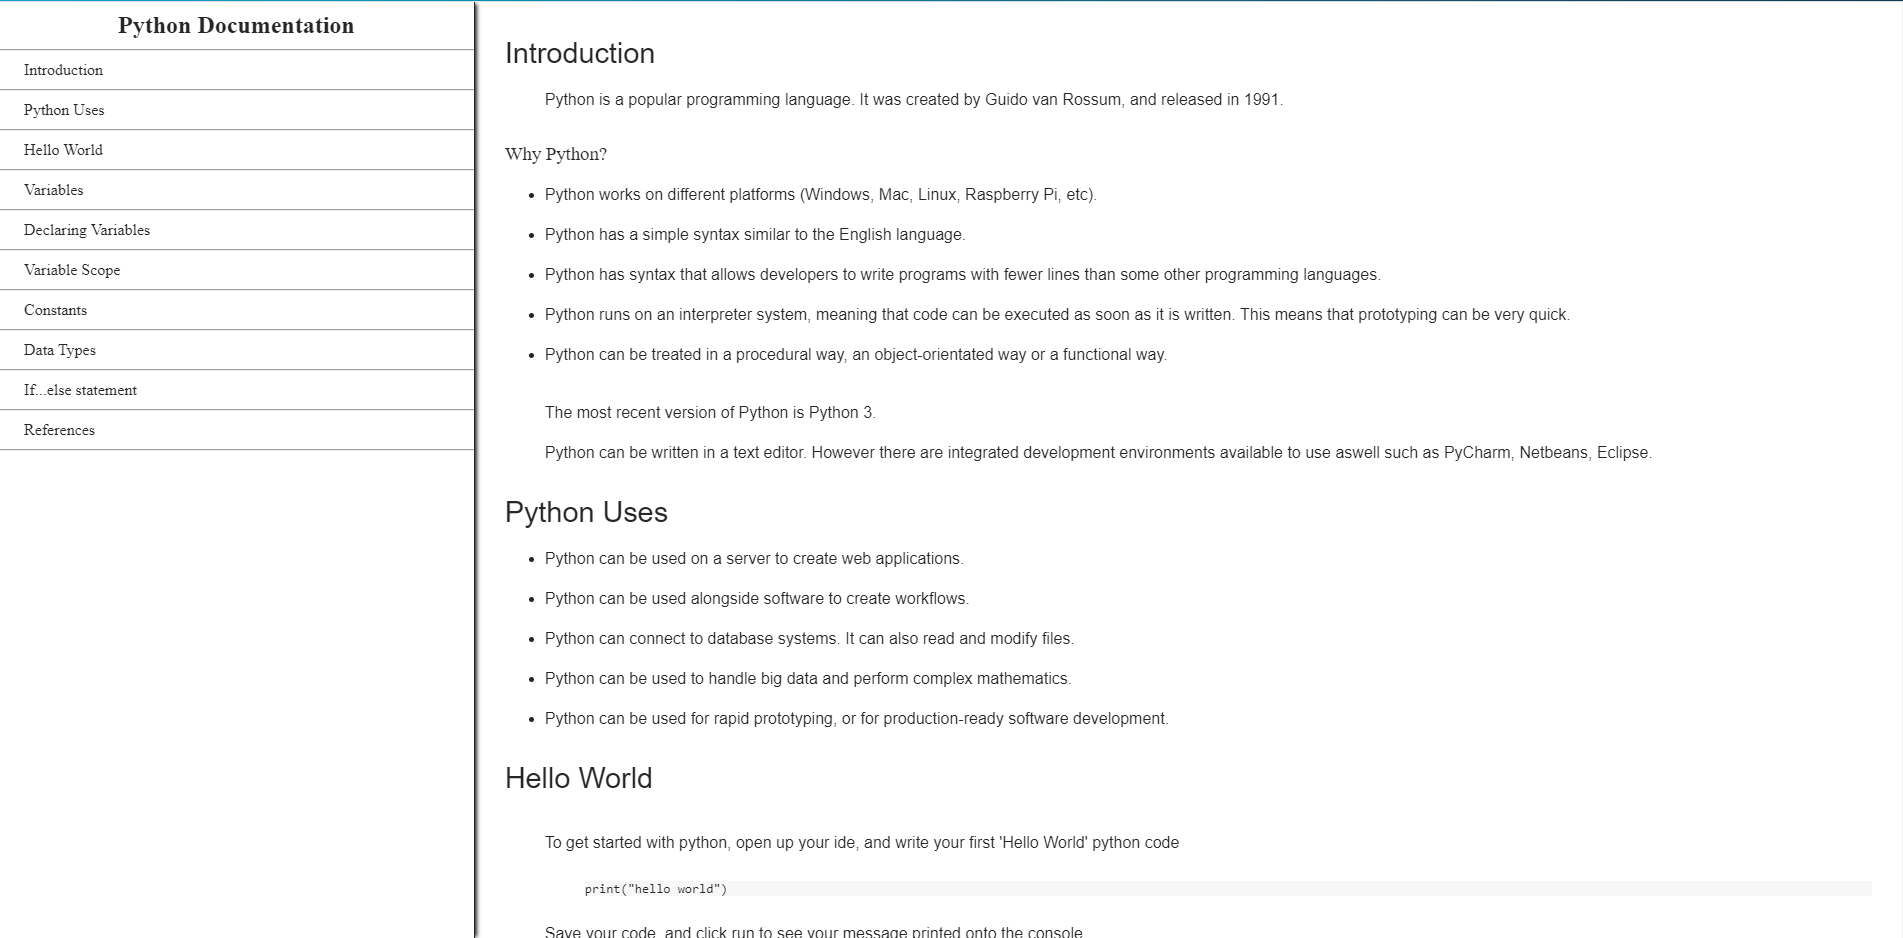 Python Documentation
Introduction
Python Uses
Hello World
Variables
Declaring Variables
Variable Scope
Constants
Data Types
If...else statement
References
Introduction
Python is a popular programming language. It was created by Guido van Rossum, and released in 1991.
Why Python?
Python works on different platforms (Windows, Mac, Linux, Raspberry Pi, etc).
Python has a simple syntax similar to the English language.
Python has syntax that allows developers to write programs with fewer lines than some other programming languages.
Python runs on an interpreter system, meaning that code can be executed as soon as it is written. This means that prototyping can be very quick.
Python can be treated in a procedural way, an object-orientated way or a functional way.
The most recent version of Python is Python 3.
Python can be written in a text editor. However there are integrated development environments available to use aswell such as PyCharm, Netbeans, Eclipse.
Python Uses
Python can be used on a server to create web applications.
Python can be used alongside software to create workflows.
Python can connect to database systems. It can also read and modify files.
Python can be used to handle big data and perform complex mathematics.
Python can be used for rapid prototyping, or for production-ready software development.
Hello World
To get started with python, open up your ide, and write your first 'Hello World' python code
print("hello world")
Save your code, and click run to see your message printed onto the console